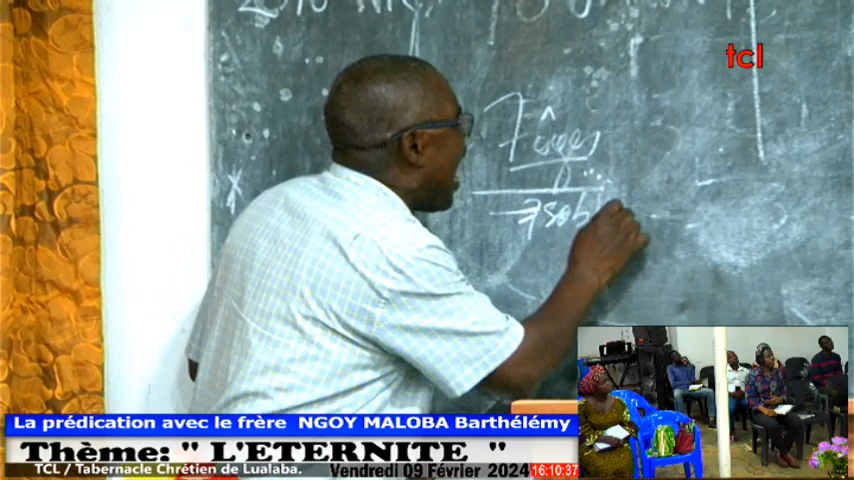 tcl
7 âges
La prédication avec le frère NGOY MALOBA Barthélémy
Thème: " L'ETERNITE "
TCL / Tabernacle Chrétien de Lualaba. Vendredi 09 Février 2024 16:10:37